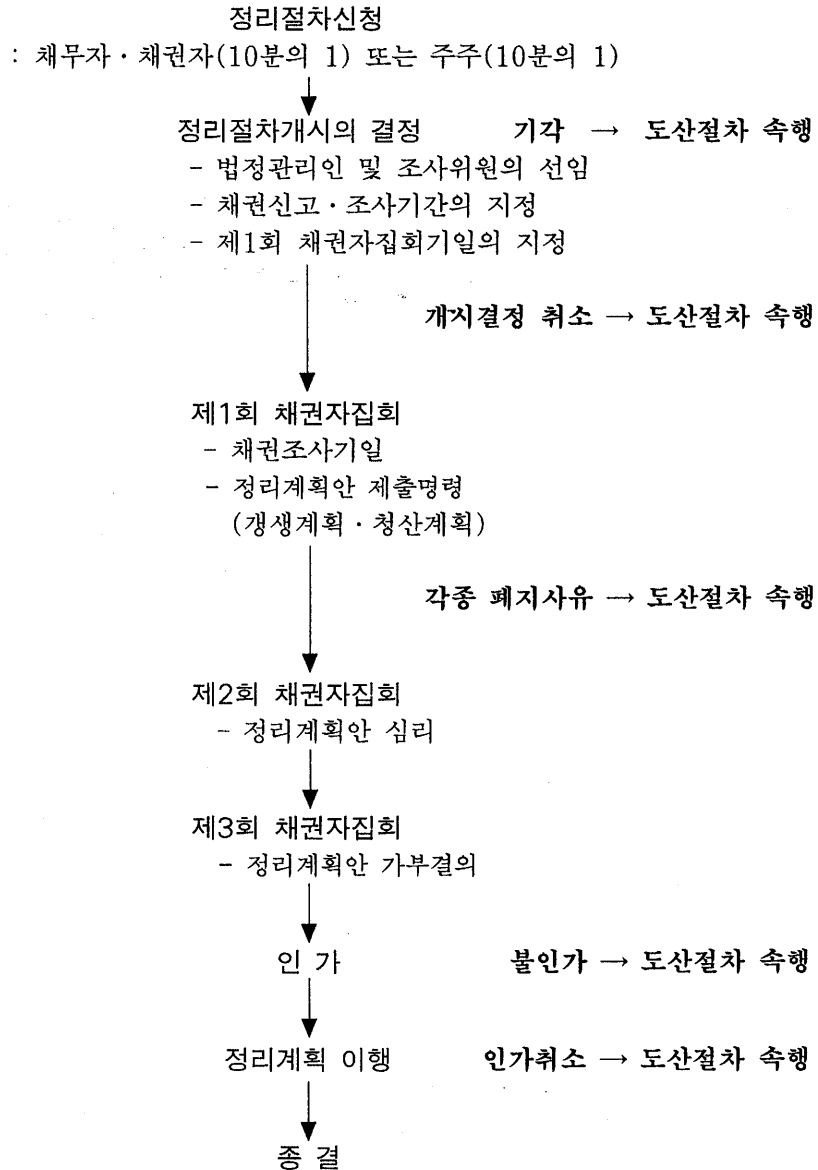 정리절차신청
: 채무자·채권자(10분의 1) 또는 주주(10분의 1)
정리절차개시의 결정 기각 → 도산절차 속행
- 법정관리인 및 조사위원의 선임
- 채권신고·조사기간의 지정
- 제1회 채권자집회기일의 지정
개시결정 취소 → 도산절차 속행
제1회 채권자집회
- 채권조사기일
- 정리계획안 제출명령
(갱생계획·청산계획)
각종 폐지사유 → 도산절차 속행
제2회 채권자집회
- 정리계획안 심리
제3회 채권자집회
- 정리계획안 가부결의
인 가 불인가 → 도산절차 속행
정리계획 이행 인가취소 → 도산절차 속행
종 결